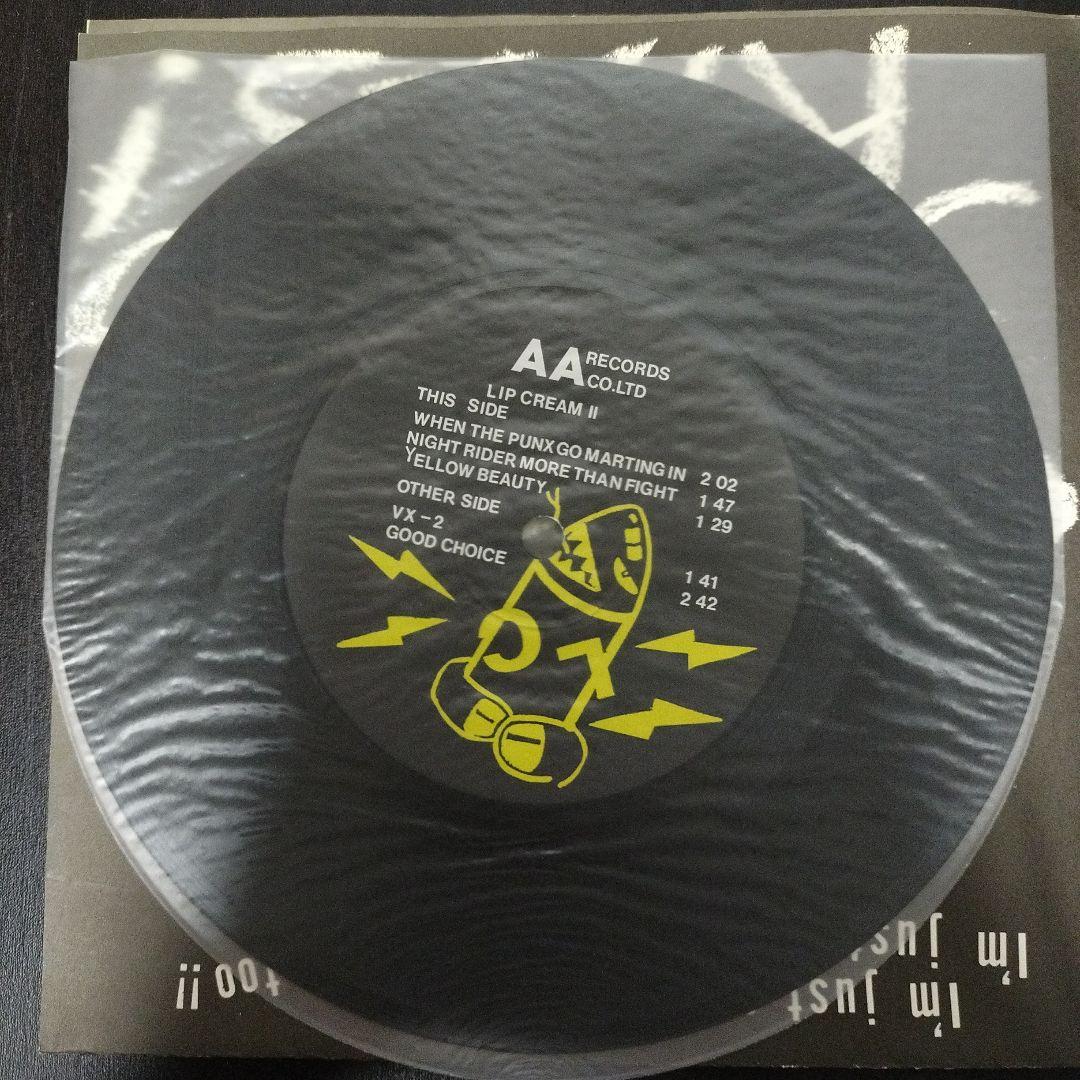 AA RECORDS
CO.LTD
LIP CREAM II
THIS SIDE
WHEN THE PUNX GO MARTING IN 2 02
NIGHT RIDER MORE THAN FIGHT 1 47
YELLOW BEAUTY 1 29
OTHER SIDE
VX-2 1 41
GOOD CHOICE 2 42
I'm just
I'm
too!!